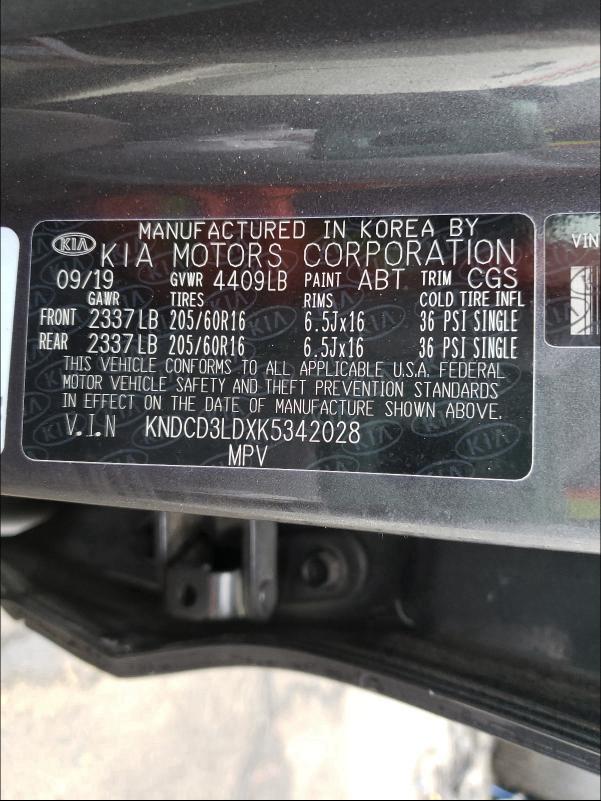 MANUFACTURED IN KOREA BY
KIA KIA MOTORS CORPORATION
09/19 GVWR 4409LB PAINT ABT TRIM CGS
GAWR TIRES RIMS COLD TIRE INFL
FRONT 2337LB 205/60R16 6.5Jx16 36 PSI SINGLE
REAR 2337LB 205/60R16 6.5Jx16 36 PSI SINGLE
THIS VEHICLE CONFORMS TO ALL APPLICABLE U.S.A. FEDERAL
MOTOR VEHICLE SAFETY AND THEFT PREVENTION STANDARDS
IN EFFECT ON THE DATE OF MANUFACTURE SHOWN ABOVE.
V.I.N KNDCD3LDXK5342028
MPV
VIN